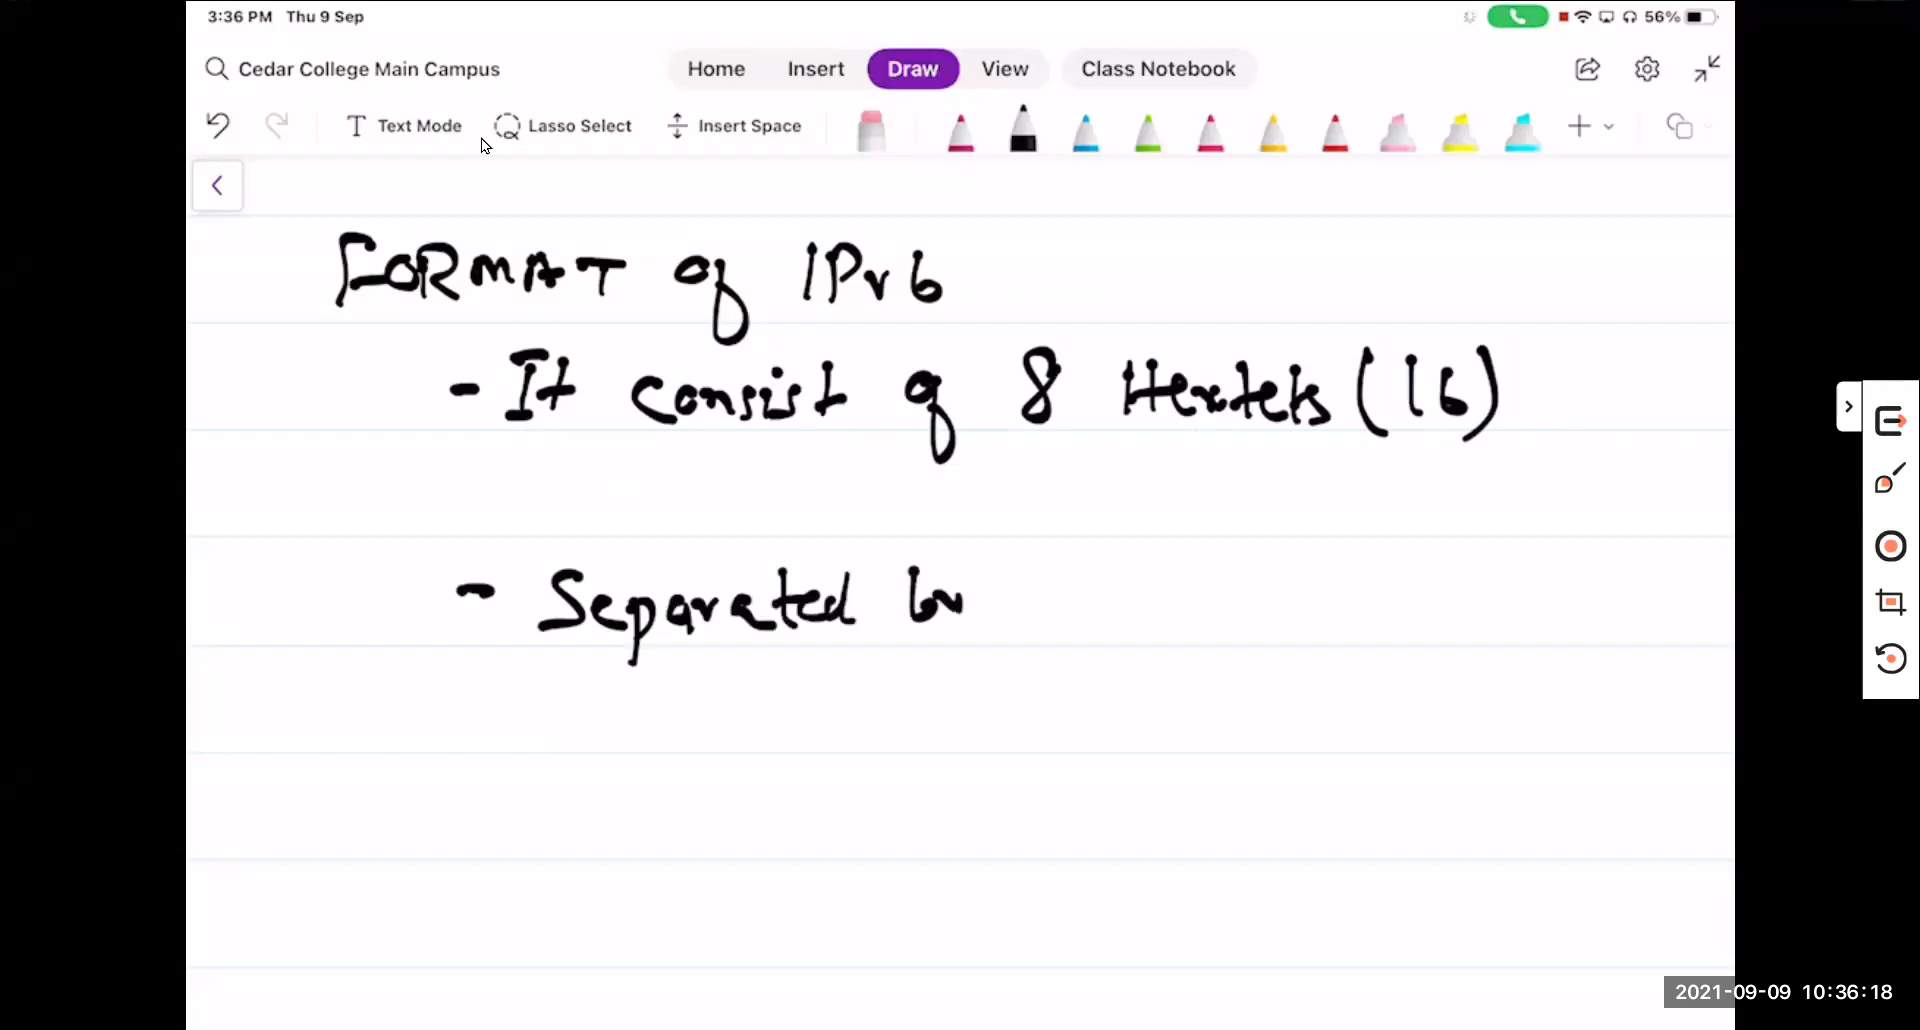 3:36 PM Thu 9 Sep 56%
Cedar College Main Campus Home Insert Draw View Class Notebook
T Text Mode Lasso Select Insert Space
FORMAT of IPv6
- It consist of 8 Hextets (16)
- Separated
2021-09-09 10:36:18